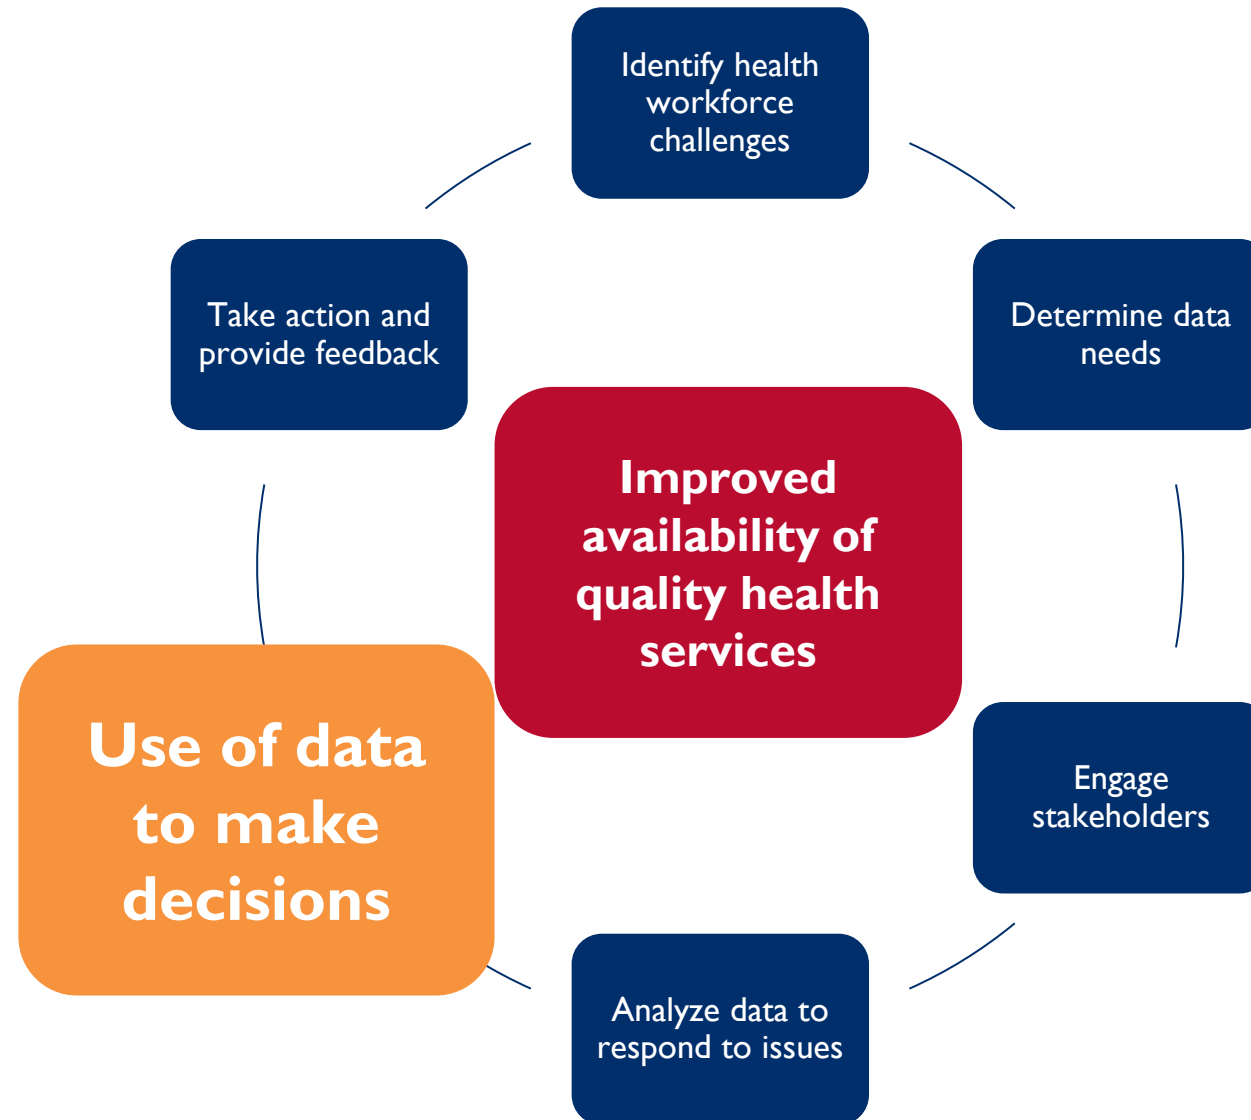 Identify health
workforce
challenges
Take action and
provide feedback
Determine data
needs
Improved
availability of
quality health
services
Use of data
to make
decisions
Engage
stakeholders
Analyze data to
respond to issues